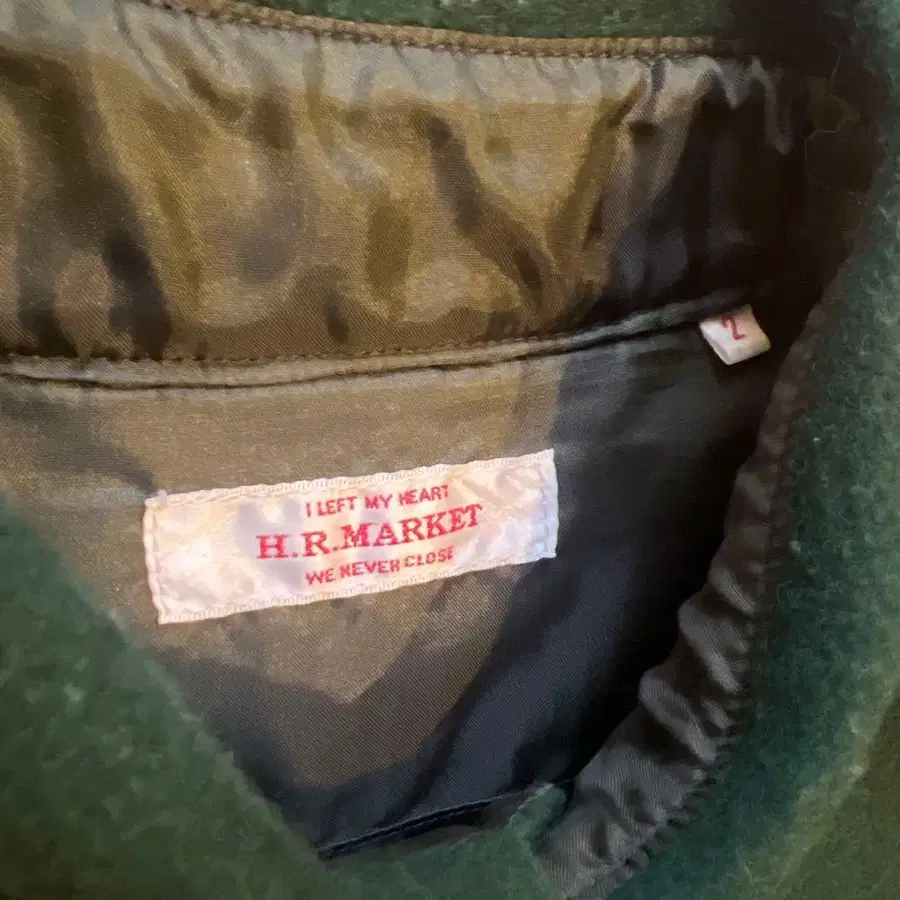 2
I LEFT MY HEART
H.R.MARKET
WE NEVER CLOSE